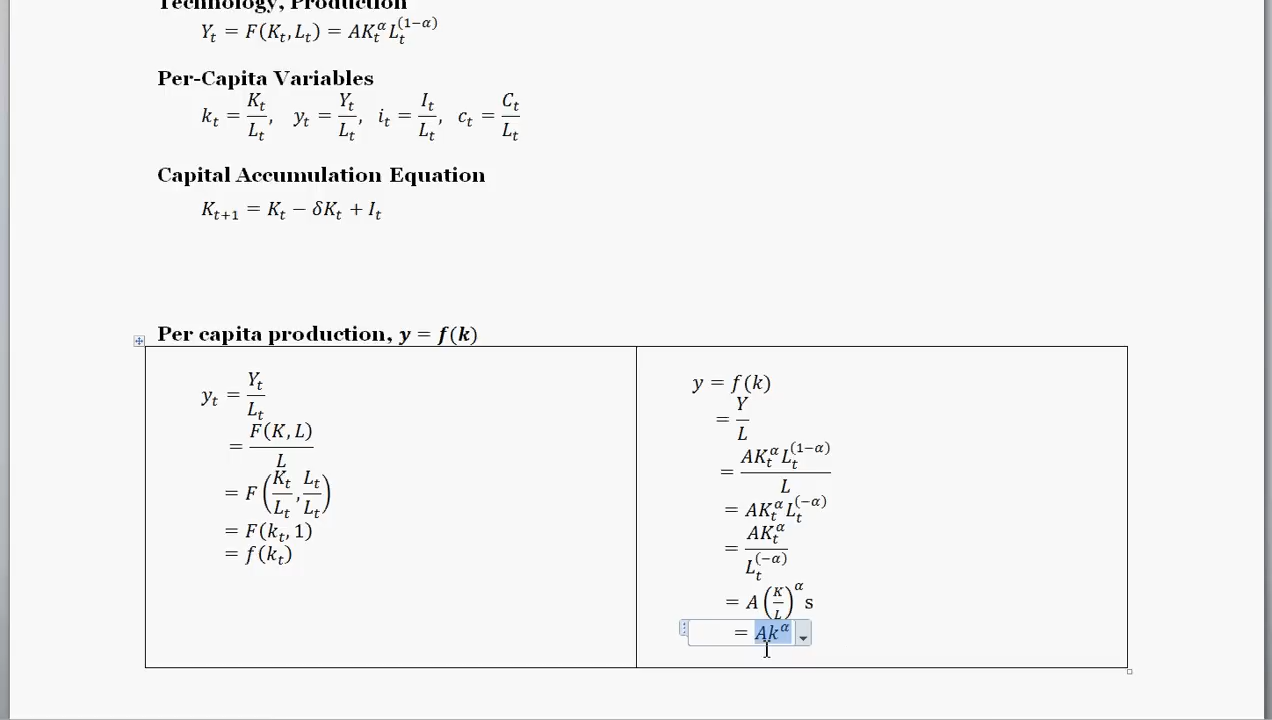 Technology, Production
Y_t = F(K_t, L_t) = AK_t^α L_t^(1−α)
Per-Capita Variables
k_t = K_t/L_t, y_t = Y_t/L_t, i_t = I_t/L_t, c_t = C_t/L_t
Capital Accumulation Equation
K_{t+1} = K_t − δK_t + I_t
Per capita production, y = f(k)
y_t = Y_t/L_t
= F(K, L)/L
= F(K_t/L_t, L_t/L_t)
= F(k_t, 1)
= f(k_t)
y = f(k)
= Y/L
= AK_t^α L_t^(1−α)/L
= AK_t^α L_t^(−α)
= AK_t^α/L_t^(−α)
= A(K/L)^α s
= Ak^α